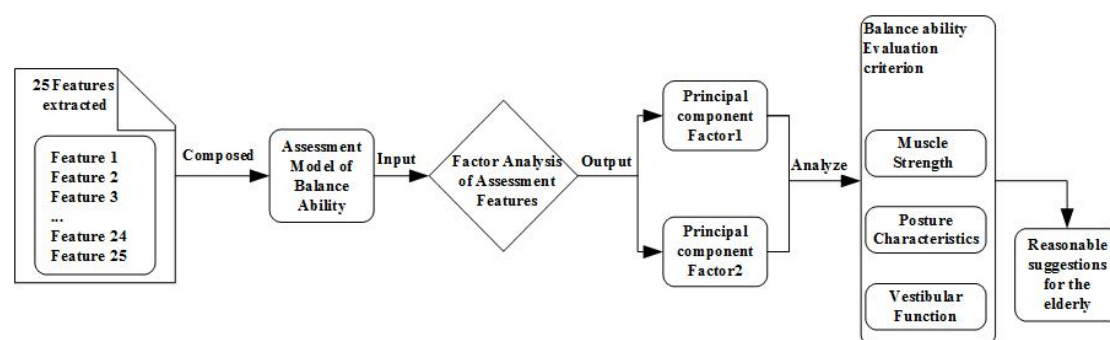 25 Features
extracted
Feature 1
Feature 2
Feature 3
...
Feature 24
Feature 25
Composed
Assessment
Model of
Balance
Ability
Input
Factor Analysis
of Assessment
Features
Output
Principal
component
Factor1
Principal
component
Factor2
Analyze
Balance ability
Evaluation
criterion
Muscle
Strength
Posture
Characteristics
Vestibular
Function
Reasonable
suggestions
for the
elderly